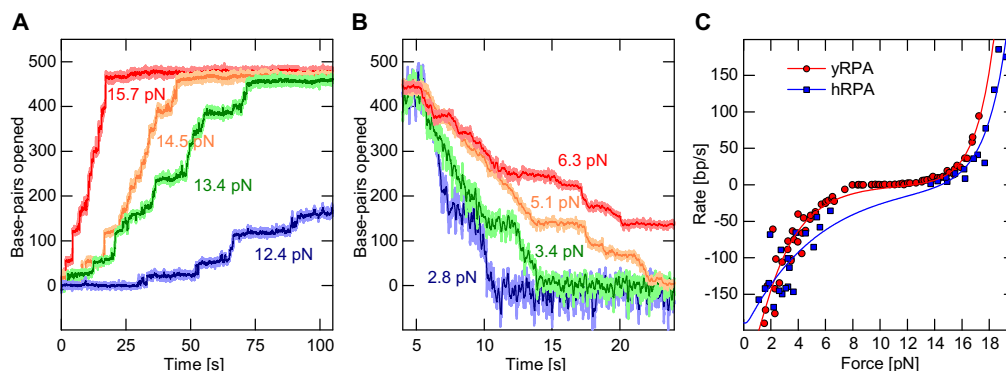 A
B
C
500
400
300
200
100
0
Base-pairs opened
15.7 pN
14.5 pN
13.4 pN
12.4 pN
0
25
50
75
100
Time [s]
500
400
300
200
100
0
Base-pairs opened
6.3 pN
5.1 pN
3.4 pN
2.8 pN
5
10
15
20
Time [s]
150
100
50
0
-50
-100
-150
Rate [bp/s]
yRPA
hRPA
0
2
4
6
8
10
12
14
16
18
Force [pN]